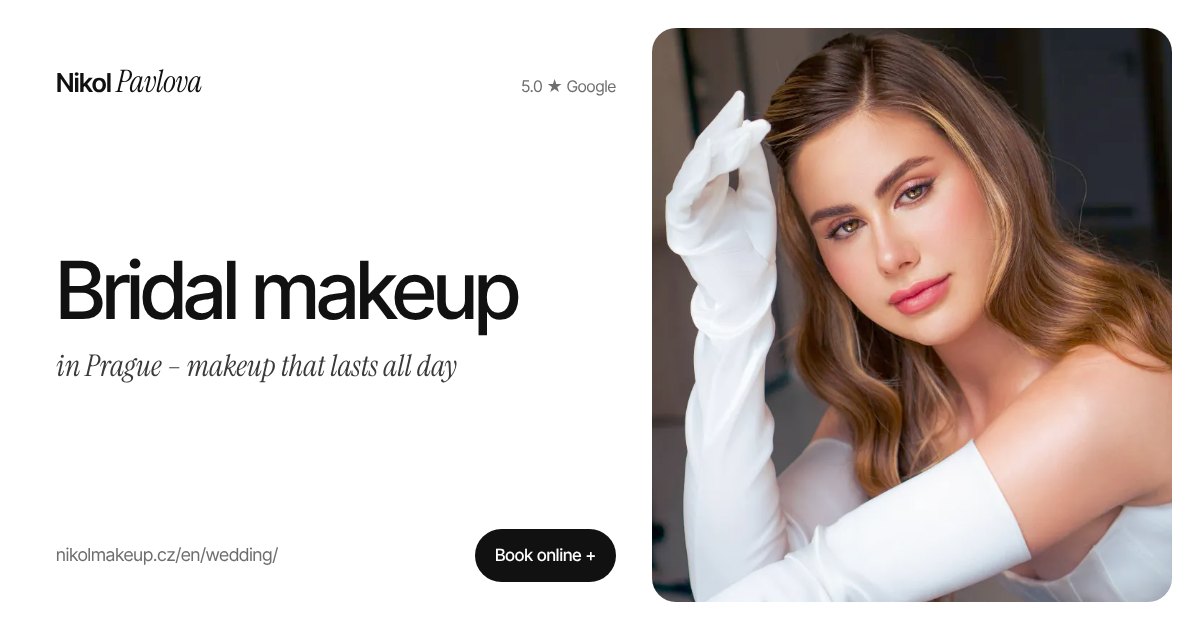 Nikol Pavlova
5.0 ★ Google
Bridal makeup
in Prague – makeup that lasts all day
nikolmakeup.cz/en/wedding/
Book online +